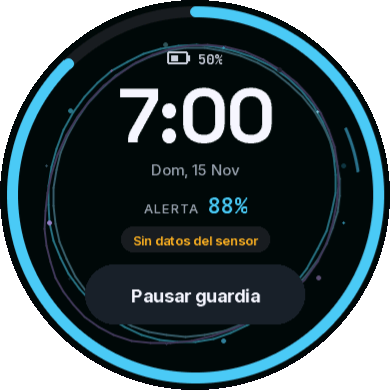 50%
7:00
Dom, 15 Nov
ALERTA 88%
Sin datos del sensor
Pausar guardia